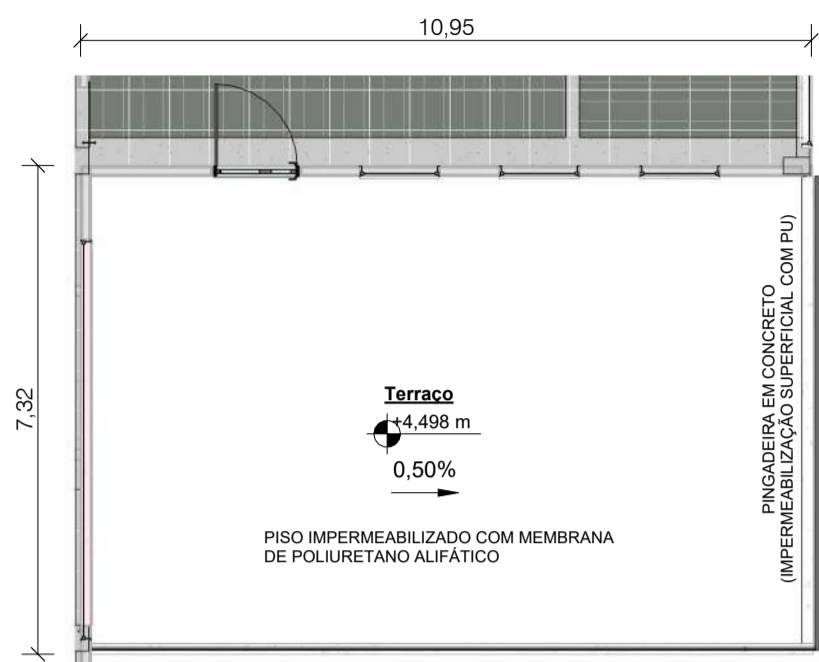 10,95
7,32
Terraço
+4,498 m
0,50%
PISO IMPERMEABILIZADO COM MEMBRANA
DE POLIURETANO ALIFÁTICO
PINGADEIRA EM CONCRETO
(IMPERMEABILIZAÇÃO SUPERFICIAL COM PU)